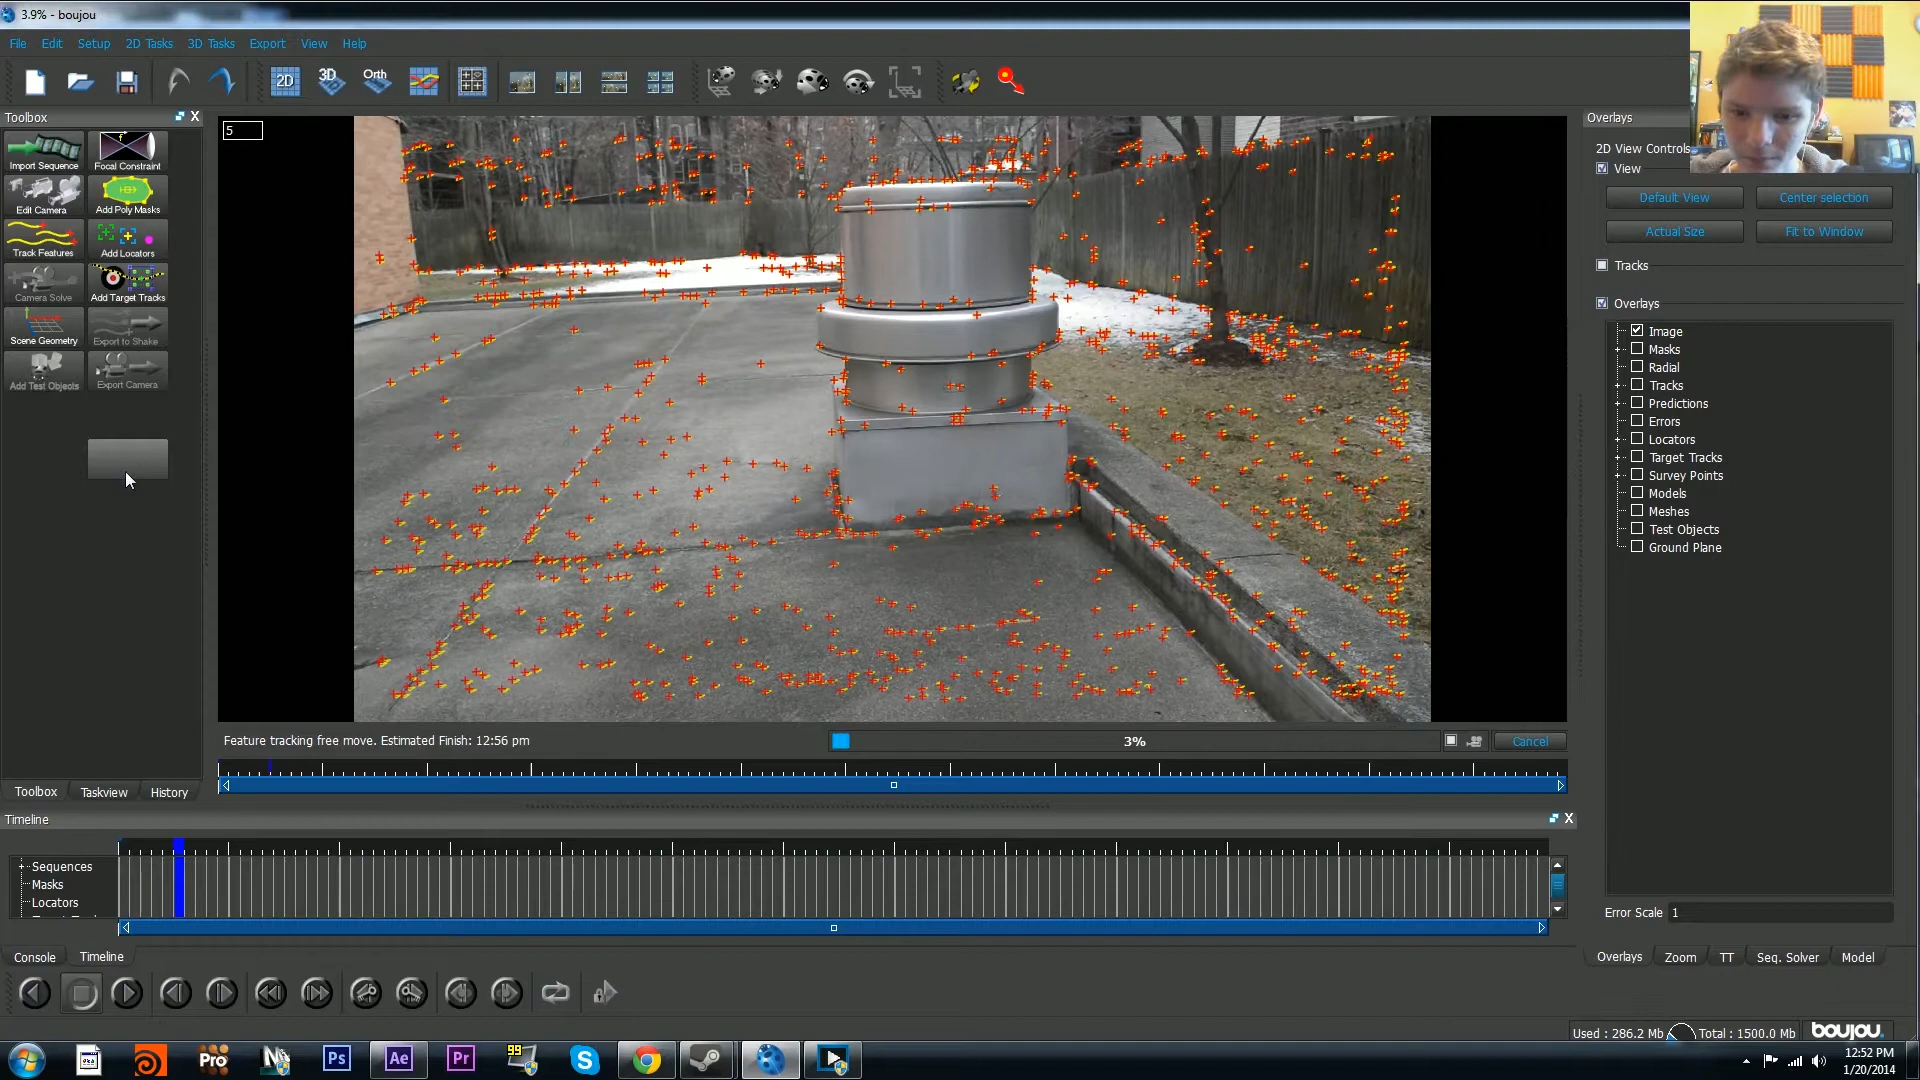 3.9% - boujou
File Edit Setup 2D Tasks 3D Tasks Export View Help
2D 3D Orth
Toolbox
Import Sequence Focal Constraint
Edit Camera Add Poly Masks
Track Features Add Locators
Camera Solve Add Target Tracks
Scene Geometry Export to Shake
Add Test Objects Export Camera
5
Overlays
2D View Controls
View
Default View Center selection
Actual Size Fit to Window
Tracks
Overlays
Image
Masks
Radial
Tracks
Predictions
Errors
Locators
Target Tracks
Survey Points
Models
Meshes
Test Objects
Ground Plane
Error Scale 1
Feature tracking free move. Estimated Finish: 12:56 pm 3% Cancel
Toolbox Taskview History
Timeline
Sequences
Masks
Locators
Console Timeline
Overlays Zoom TT Seq. Solver Model
Used : 286.2 Mb Total : 1500.0 Mb boujou.
Pro Ps Ae Pr 99
12:52 PM
1/20/2014